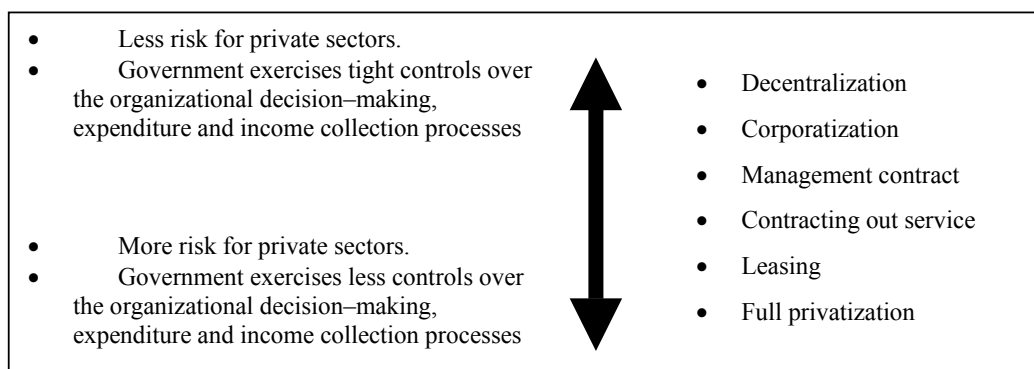 • Less risk for private sectors.
• Government exercises tight controls over
the organizational decision–making,
expenditure and income collection processes
• More risk for private sectors.
• Government exercises less controls over
the organizational decision–making,
expenditure and income collection processes
• Decentralization
• Corporatization
• Management contract
• Contracting out service
• Leasing
• Full privatization